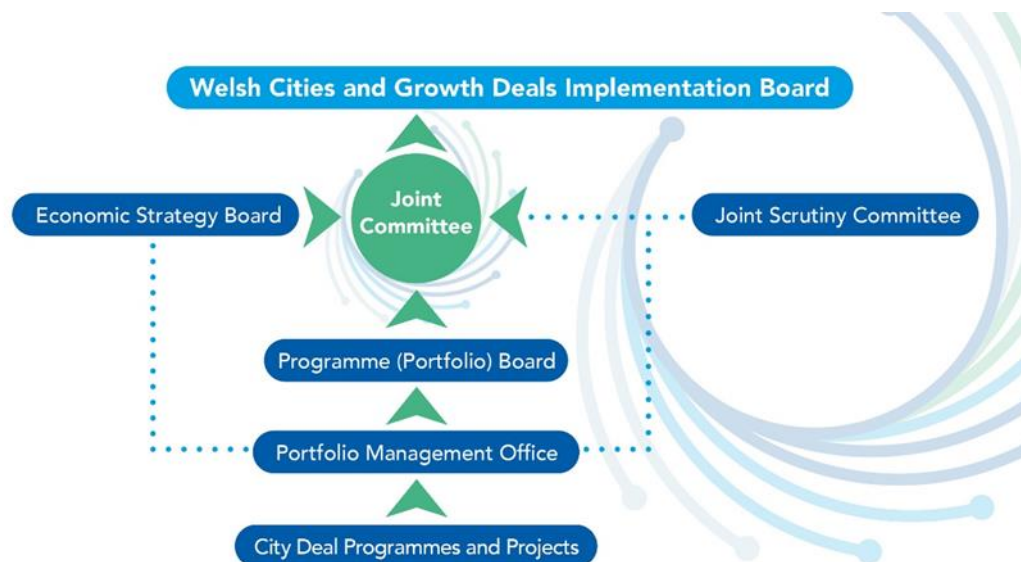 Welsh Cities and Growth Deals Implementation Board
Joint
Committee
Economic Strategy Board
Joint Scrutiny Committee
Programme (Portfolio) Board
Portfolio Management Office
City Deal Programmes and Projects